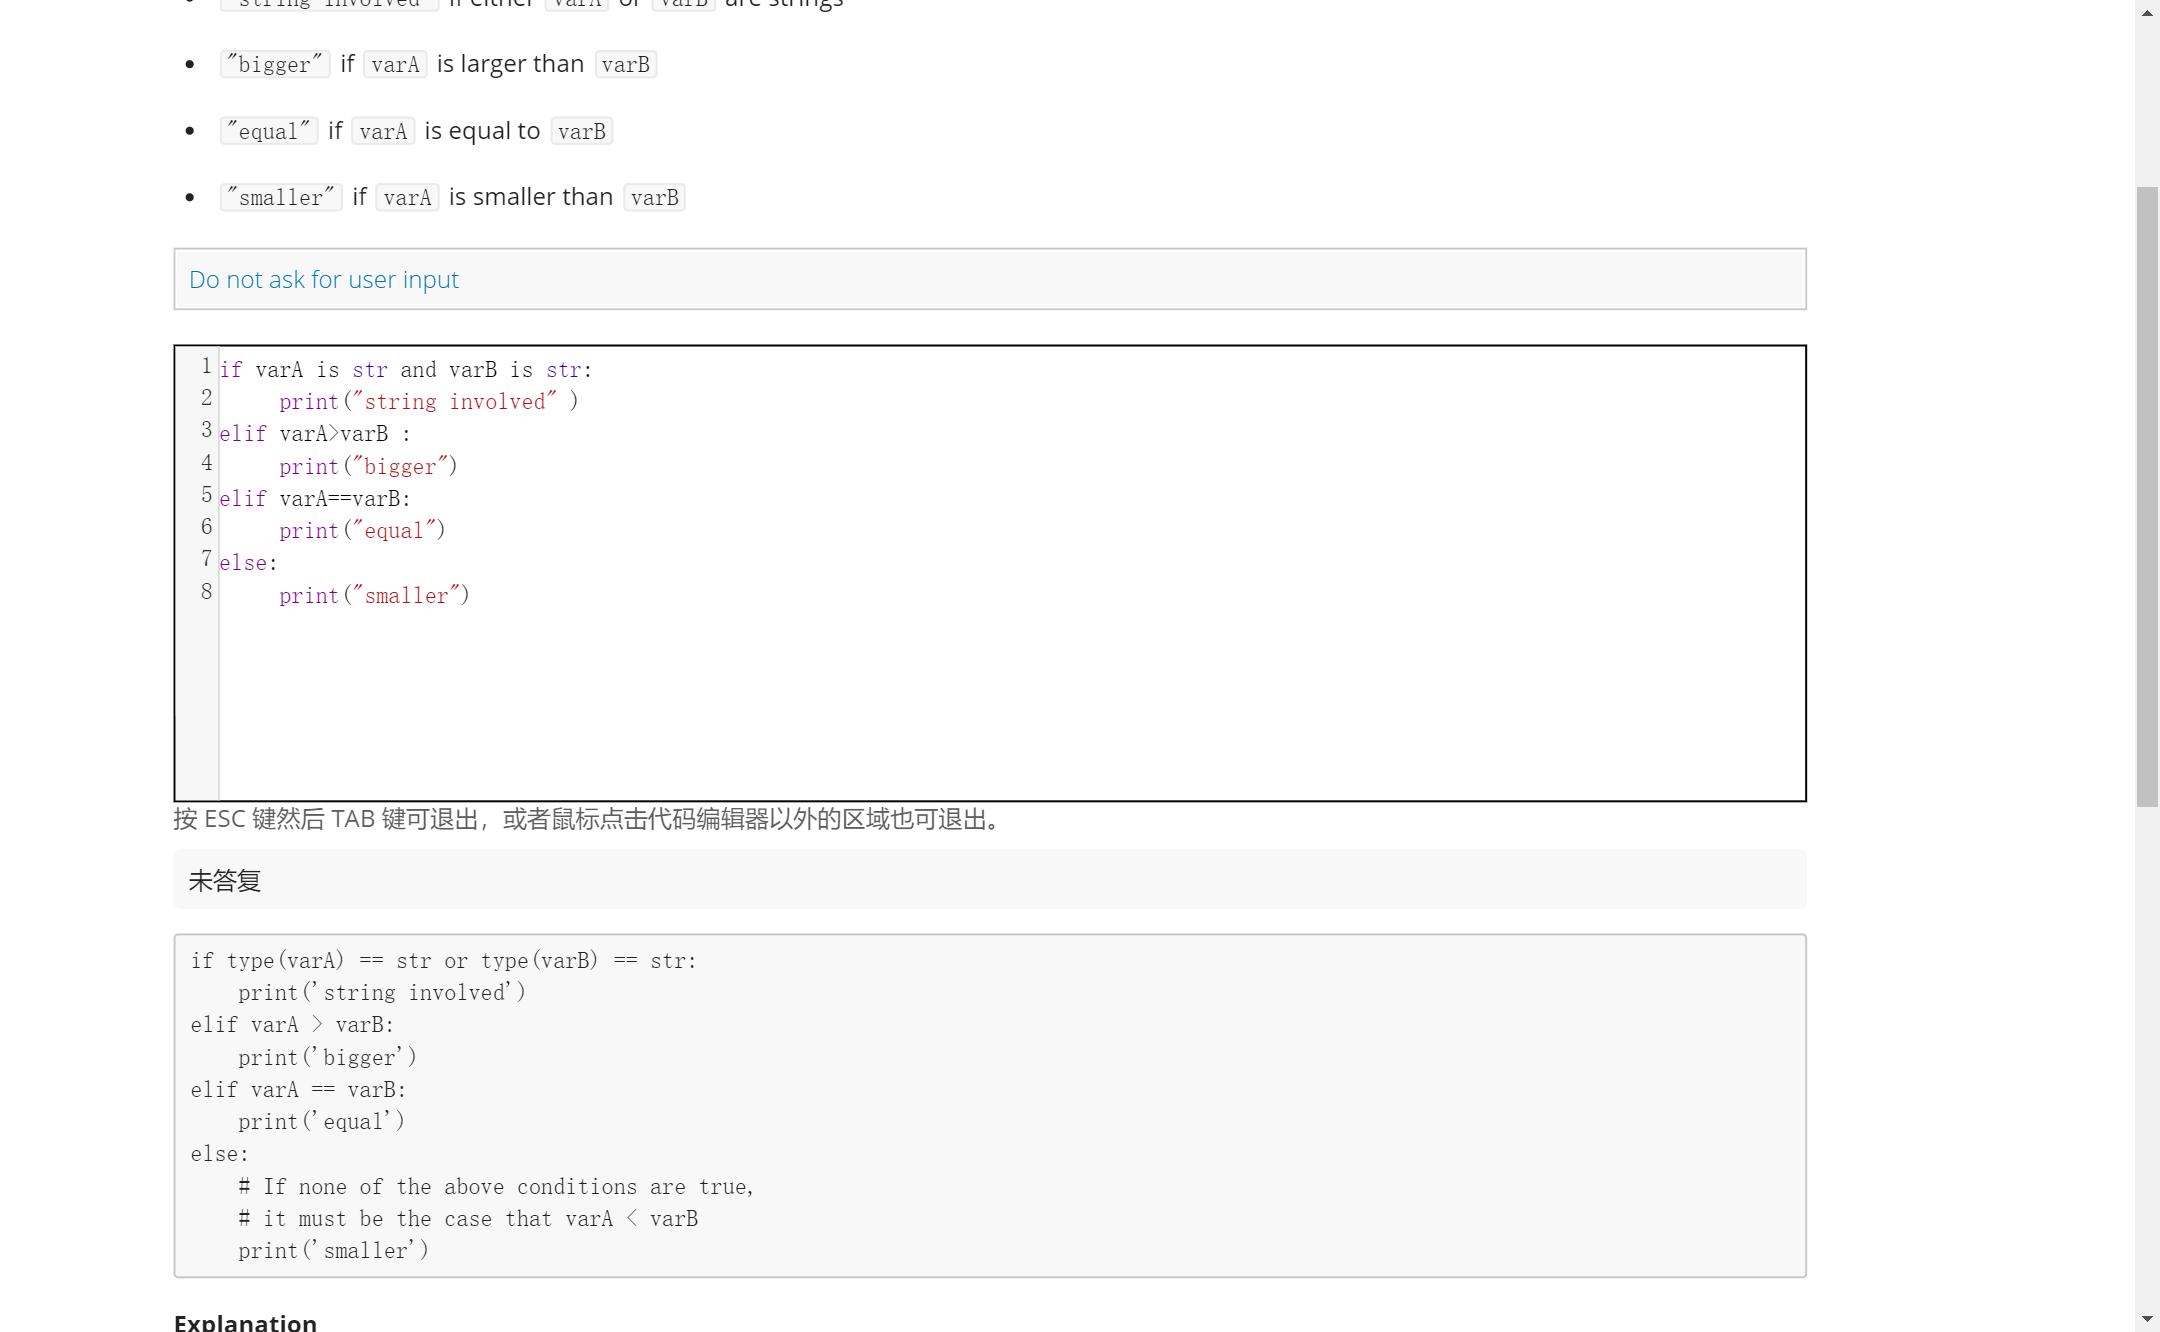 "string involved" if either varA or varB are strings
"bigger" if varA is larger than varB
"equal" if varA is equal to varB
"smaller" if varA is smaller than varB
Do not ask for user input
1 if varA is str and varB is str:
2 print("string involved" )
3 elif varA>varB :
4 print("bigger")
5 elif varA==varB:
6 print("equal")
7 else:
8 print("smaller")
按 ESC 键然后 TAB 键可退出，或者鼠标点击代码编辑器以外的区域也可退出。
未答复
if type(varA) == str or type(varB) == str:
print('string involved')
elif varA > varB:
print('bigger')
elif varA == varB:
print('equal')
else:
# If none of the above conditions are true,
# it must be the case that varA < varB
print('smaller')
Explanation